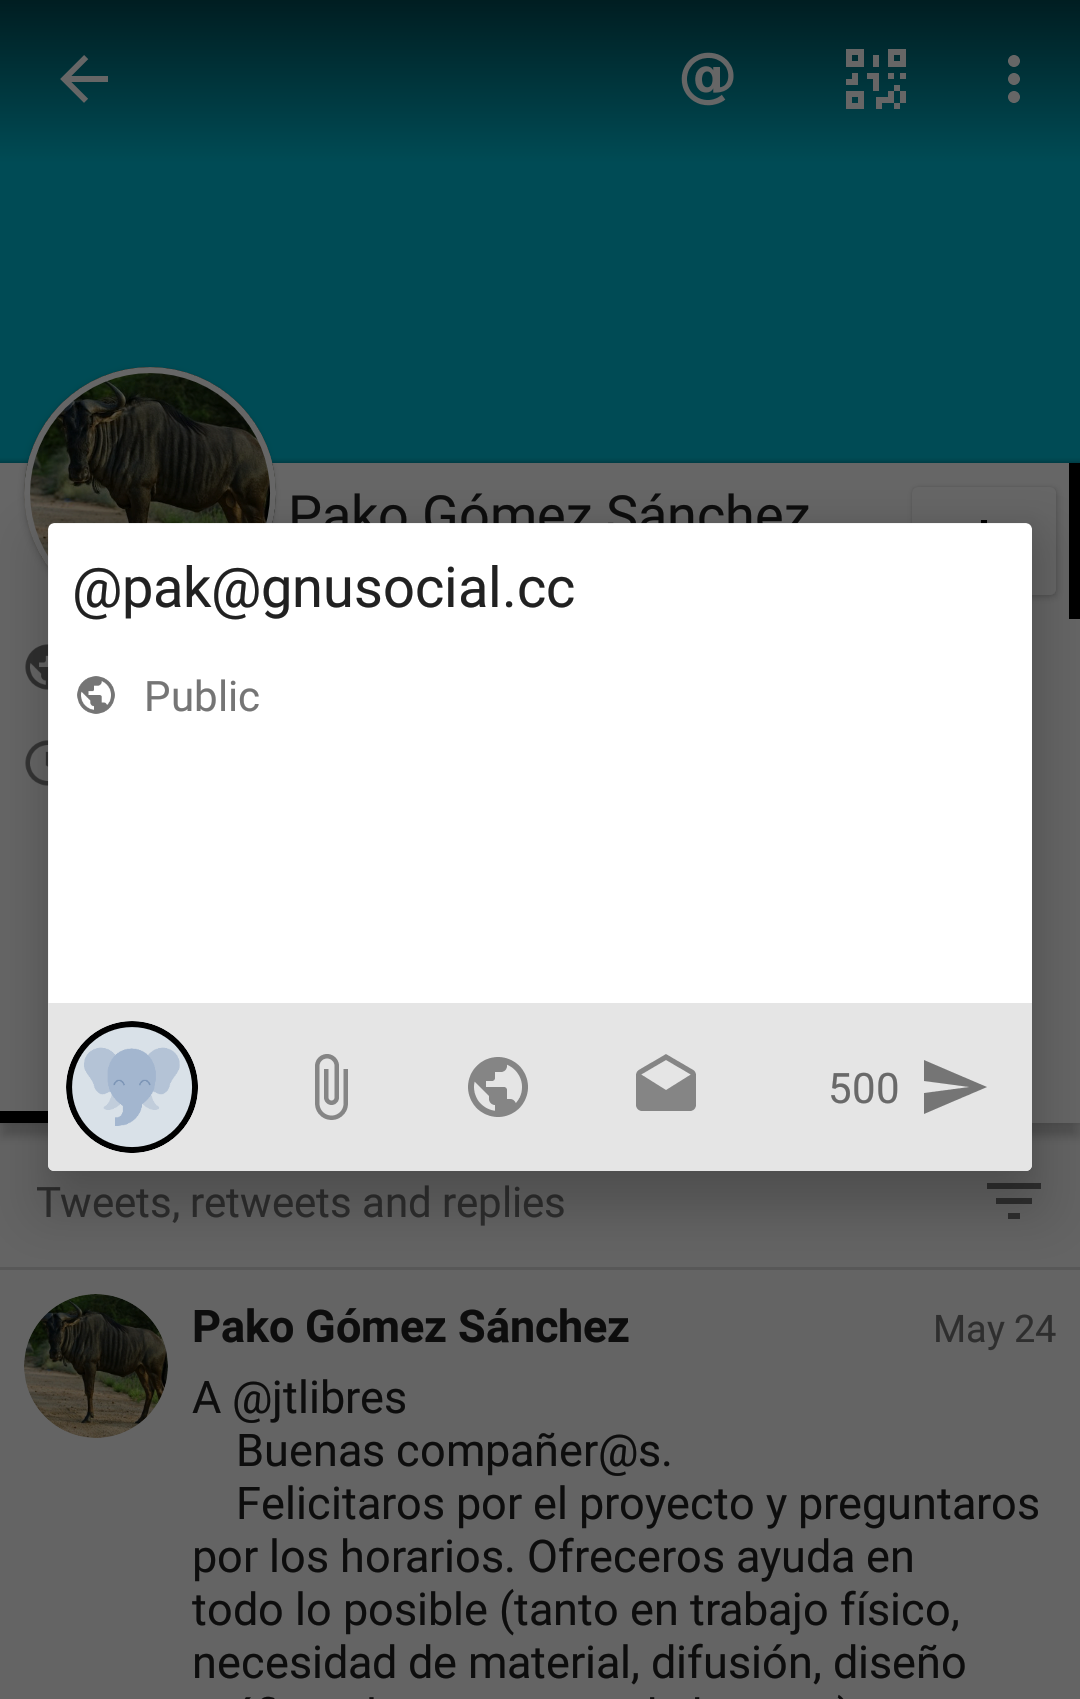 Pako Gómez Sánchez
@pak@gnusocial.cc
Public
500
Tweets, retweets and replies
Pako Gómez Sánchez
May 24
A @jtlibres
Buenas compañer@s.
Felicitaros por el proyecto y preguntaros
por los horarios. Ofreceros ayuda en
todo lo posible (tanto en trabajo físico,
necesidad de material, difusión, diseño